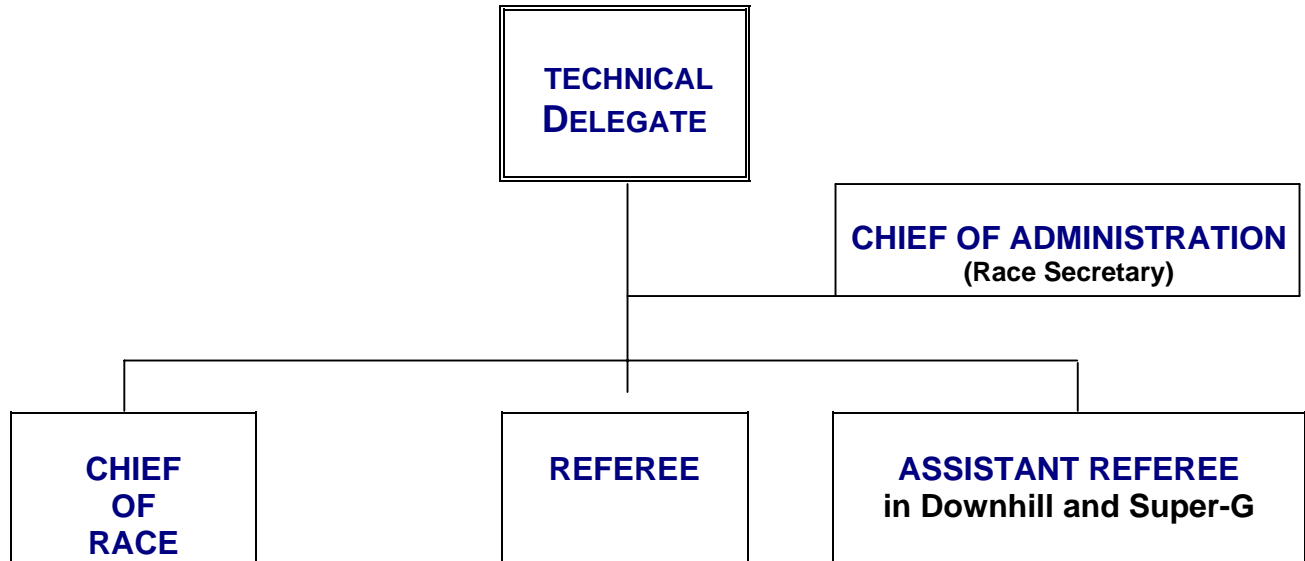 TECHNICAL
DELEGATE
CHIEF OF ADMINISTRATION
(Race Secretary)
CHIEF
OF
RACE
REFEREE
ASSISTANT REFEREE
in Downhill and Super-G